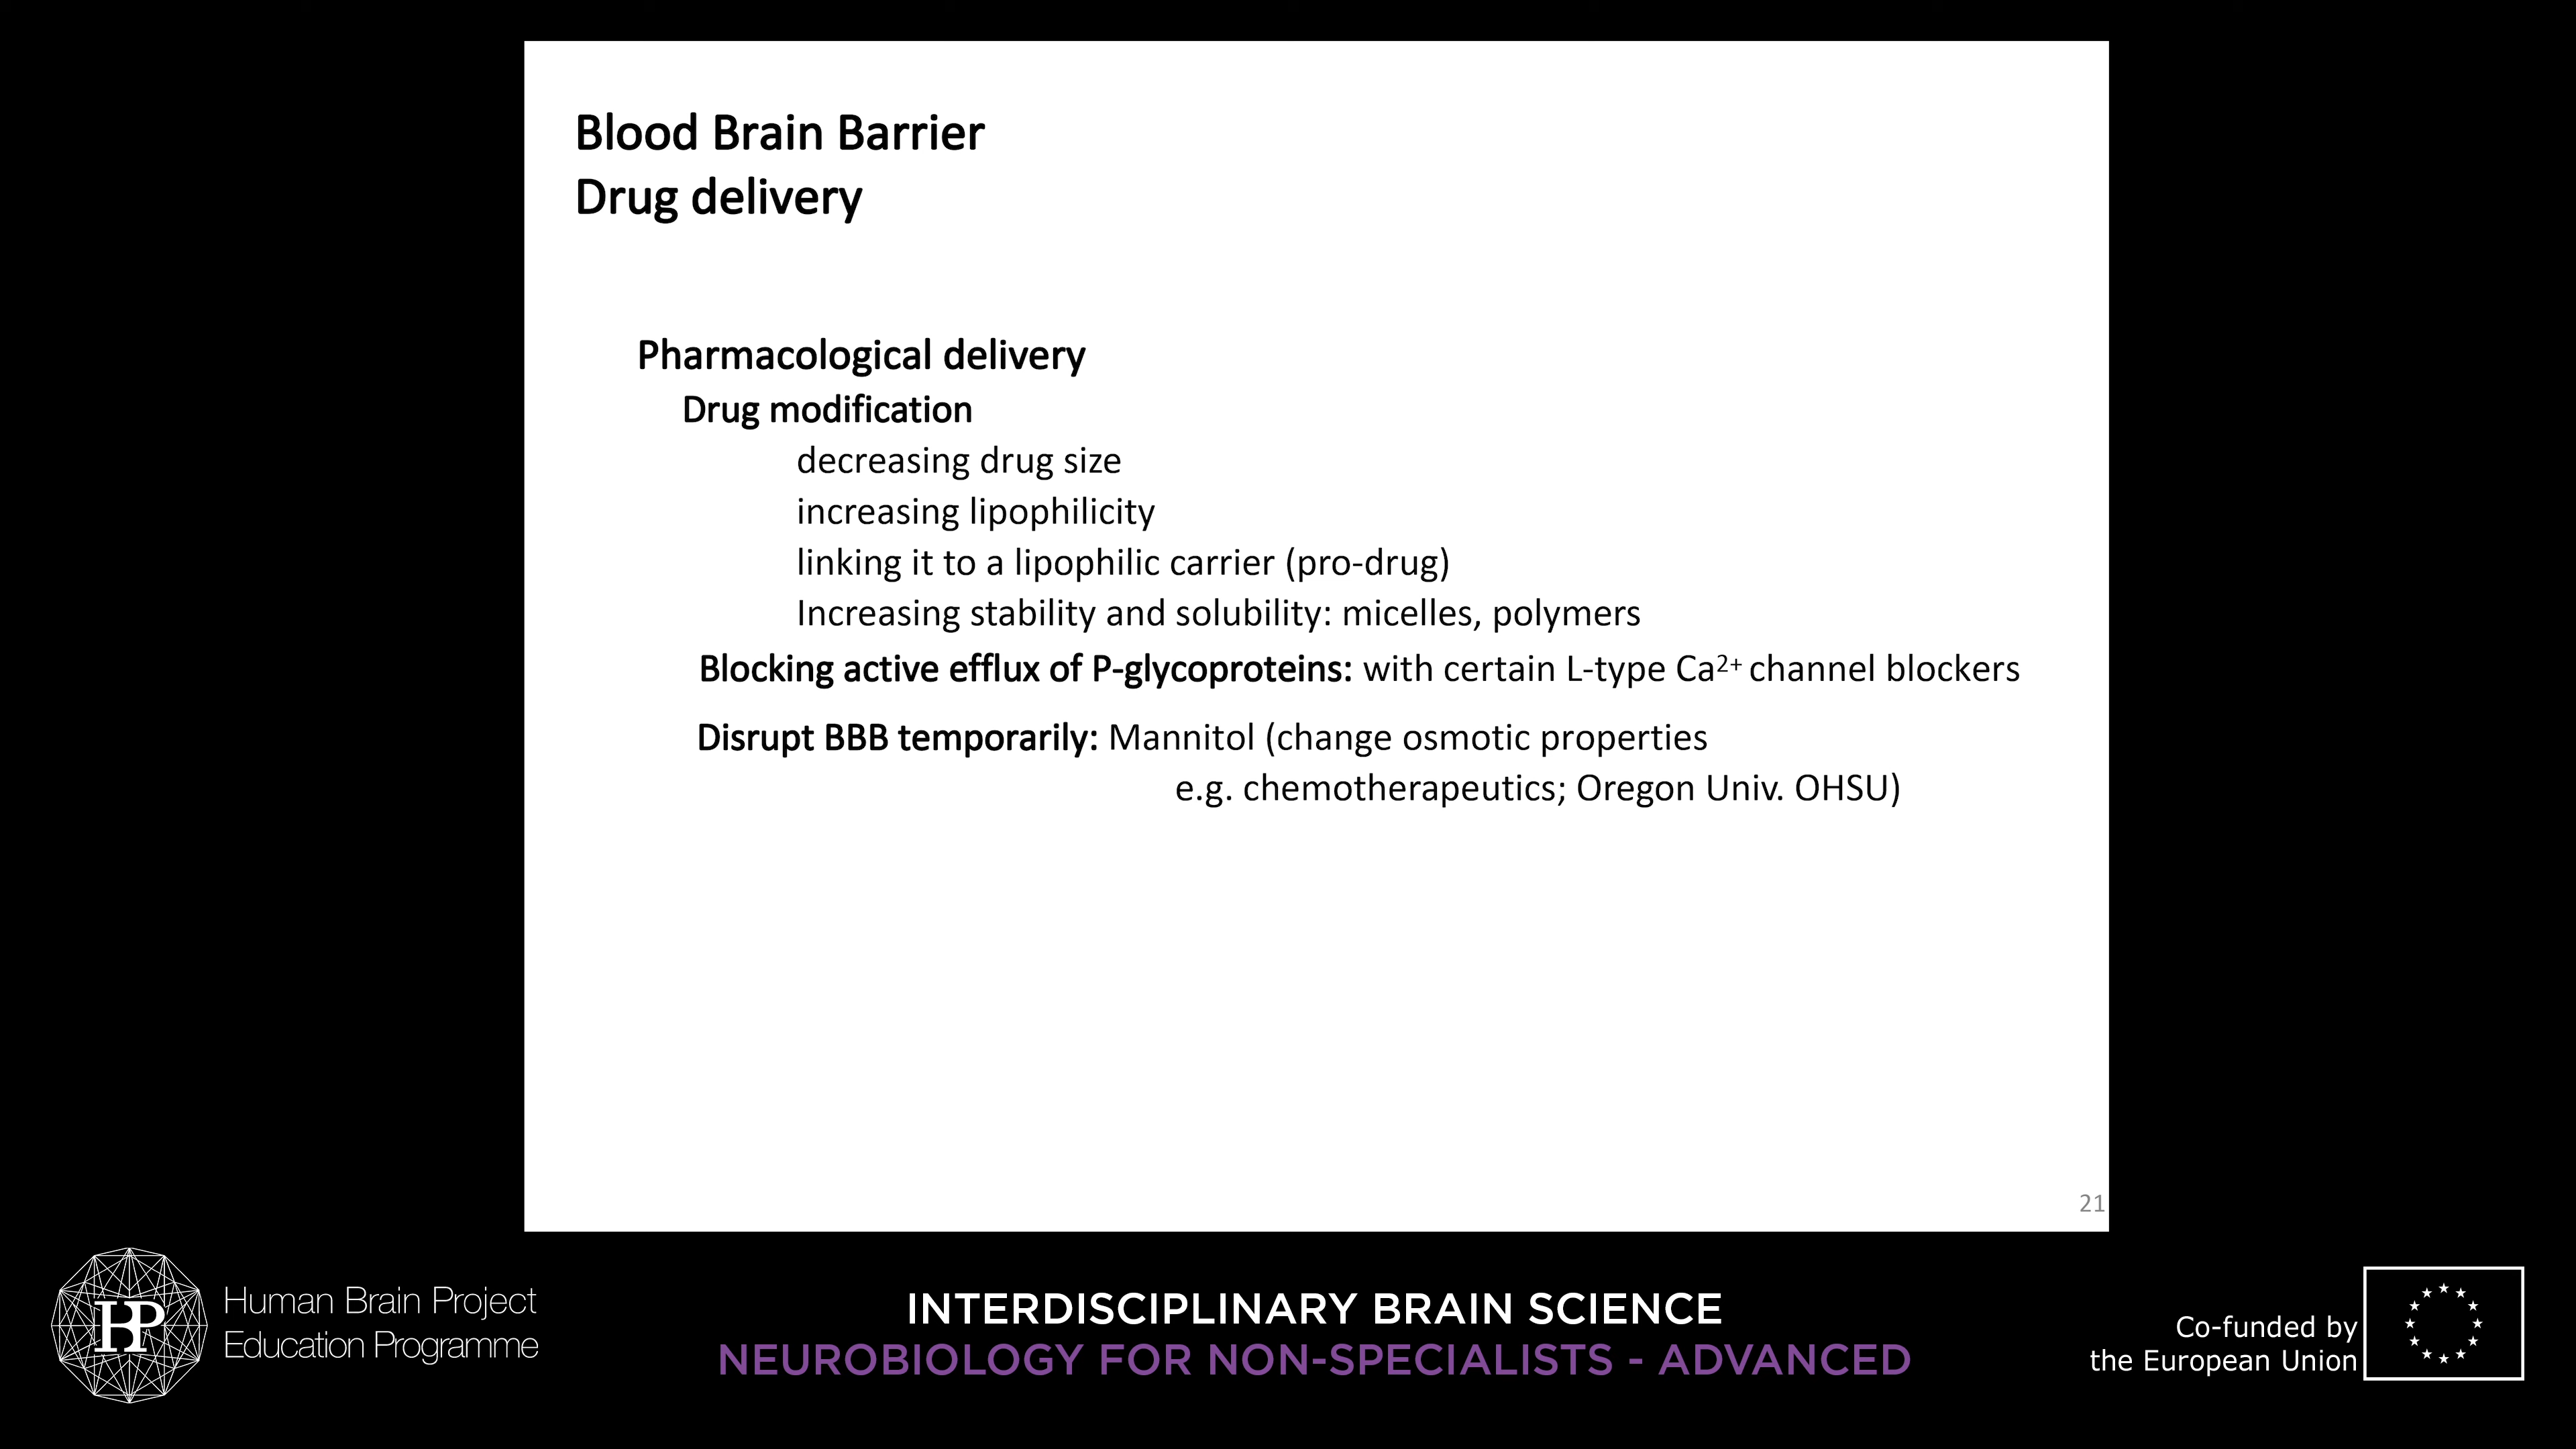 Blood Brain Barrier
Drug delivery
Pharmacological delivery
Drug modification
decreasing drug size
increasing lipophilicity
linking it to a lipophilic carrier (pro-drug)
Increasing stability and solubility: micelles, polymers
Blocking active efflux of P-glycoproteins: with certain L-type Ca²⁺ channel blockers
Disrupt BBB temporarily: Mannitol (change osmotic properties
e.g. chemotherapeutics; Oregon Univ. OHSU)
21
HBP
Human Brain Project
Education Programme
INTERDISCIPLINARY BRAIN SCIENCE
NEUROBIOLOGY FOR NON-SPECIALISTS - ADVANCED
Co-funded by
the European Union